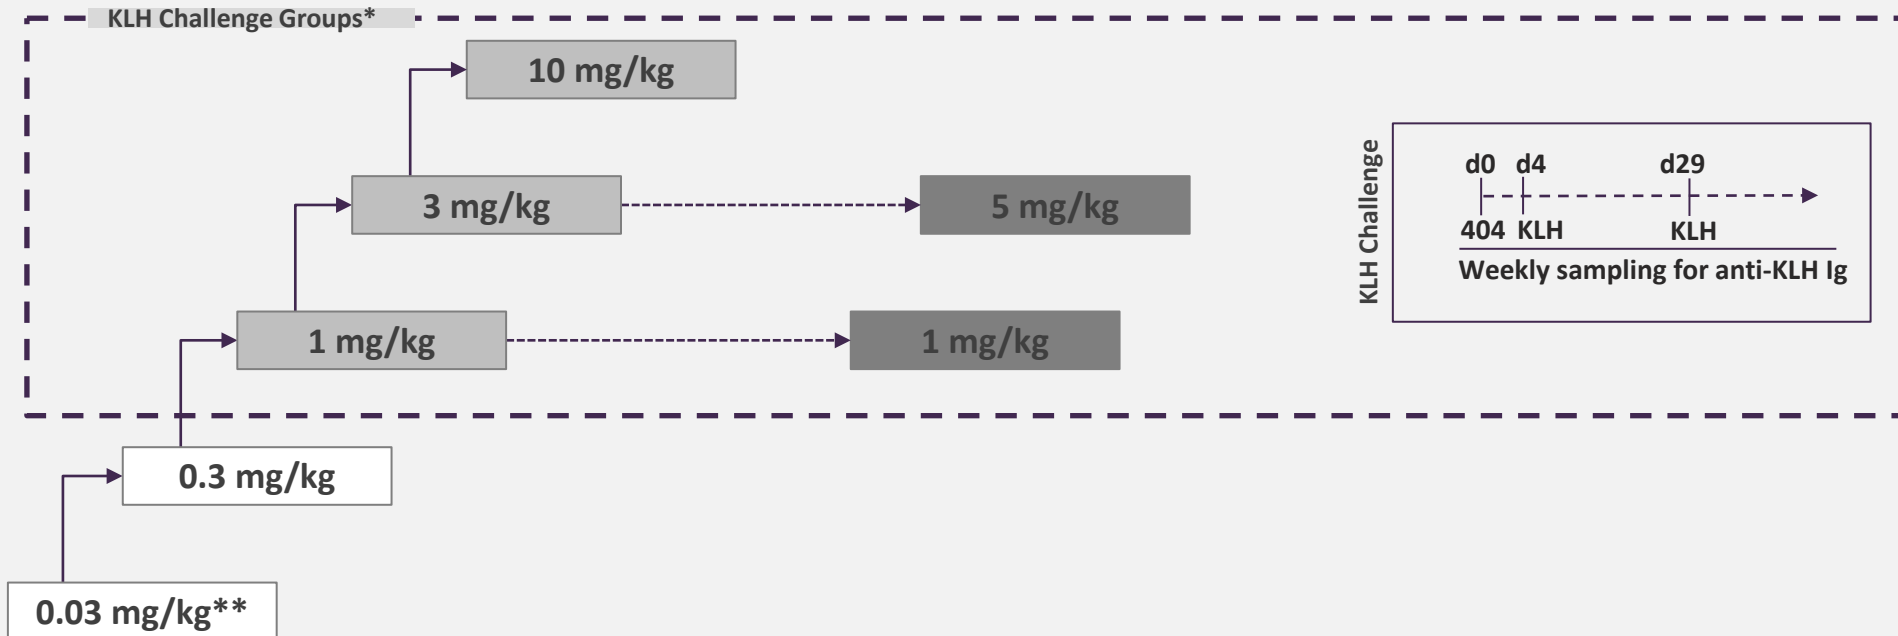 KLH Challenge Groups*
10 mg/kg
3 mg/kg
5 mg/kg
1 mg/kg
1 mg/kg
0.3 mg/kg
0.03 mg/kg**
KLH Challenge
d0 d4 d29
404 KLH KLH
Weekly sampling for anti-KLH Ig